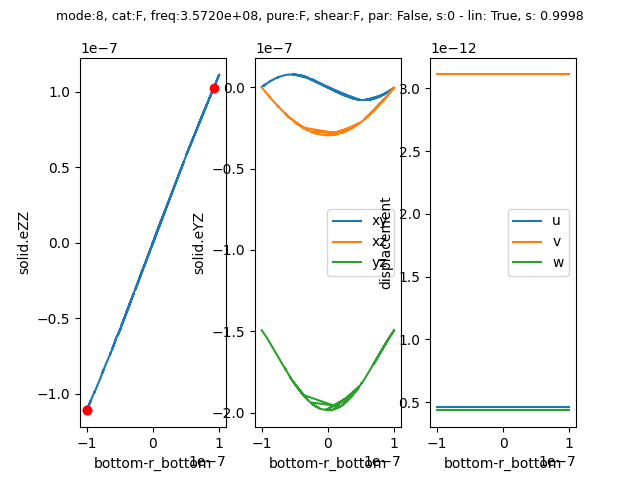 mode:8, cat:F, freq:3.5720e+08, pure:F, shear:F, par: False, s:0 - lin: True, s: 0.9998
1e−7
1.0
0.5
0.0
−0.5
−1.0
solid.eZZ
−1
0
1
1e−7
bottom-r_bottom
1e−7
0.0
−0.5
−1.0
−1.5
−2.0
solid.eYZ
xy
xz
yz
−1
0
1
1e−7
bottom-r_bottom
1e−12
3.0
2.5
2.0
1.5
1.0
0.5
displacement
u
v
w
−1
0
1
1e−7
bottom-r_bottom